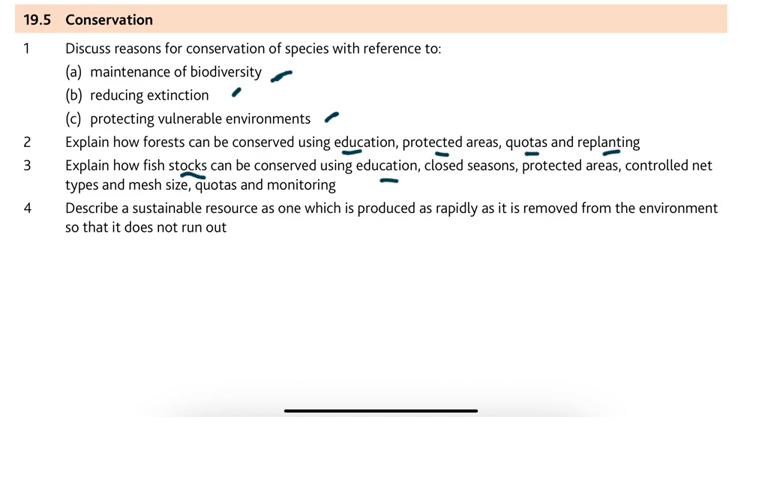 19.5 Conservation
1 Discuss reasons for conservation of species with reference to:
(a) maintenance of biodiversity
(b) reducing extinction
(c) protecting vulnerable environments
2 Explain how forests can be conserved using education, protected areas, quotas and replanting
3 Explain how fish stocks can be conserved using education, closed seasons, protected areas, controlled net
types and mesh size, quotas and monitoring
4 Describe a sustainable resource as one which is produced as rapidly as it is removed from the environment
so that it does not run out